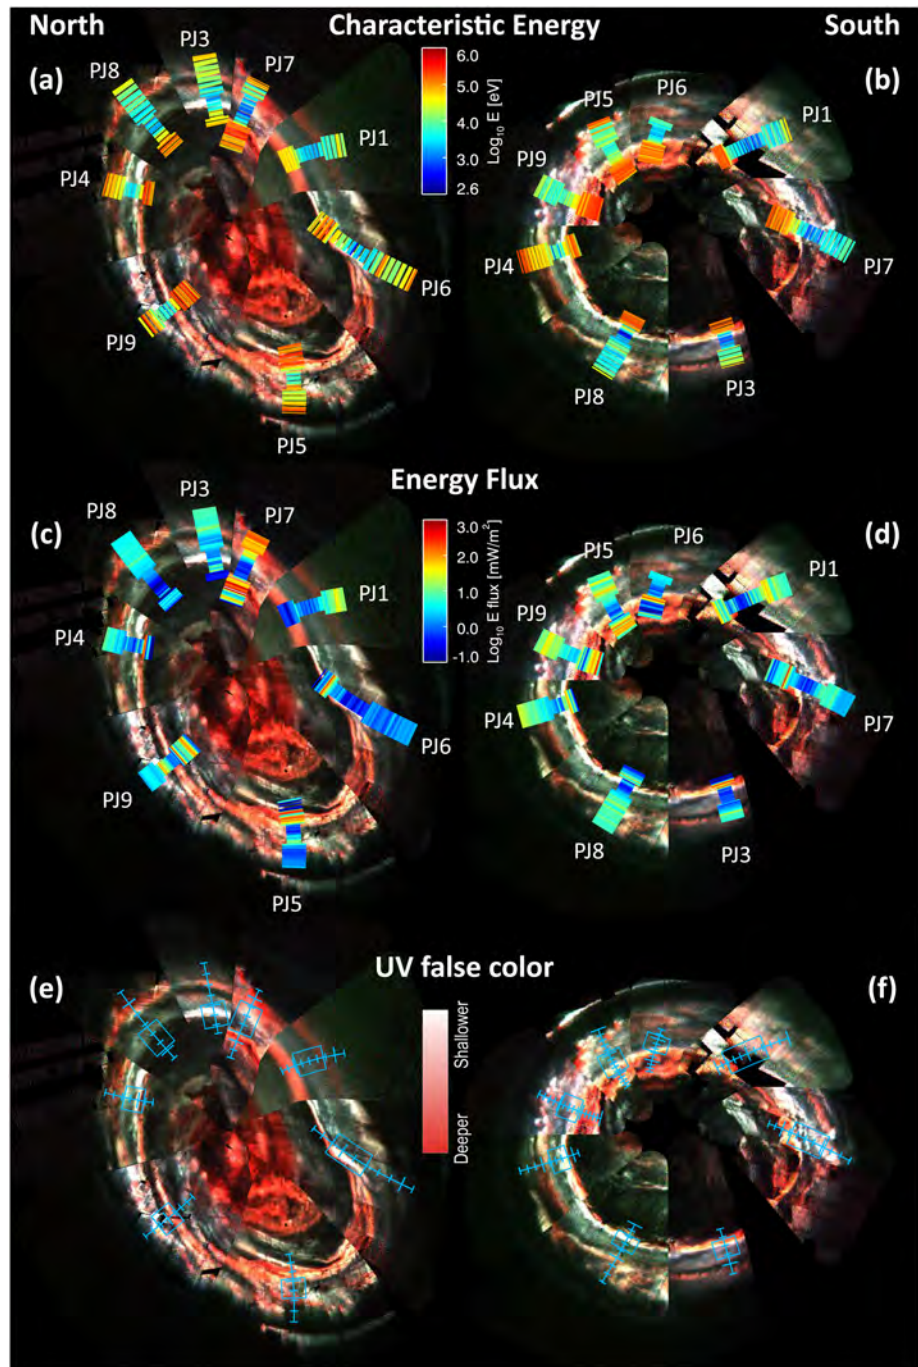 North Characteristic Energy South
(a) PJ3 PJ7 PJ8 PJ1 PJ4 PJ6 PJ9 PJ5
6.0
5.0
4.0
3.0
2.6
Log10 E [eV]
(b) PJ6 PJ5 PJ1 PJ9 PJ4 PJ7 PJ8 PJ3
Energy Flux
(c) PJ3 PJ8 PJ7 PJ1 PJ4 PJ6 PJ9 PJ5
3.0
2.0
1.0
0.0
-1.0
Log10 E flux [mW/m²]
(d) PJ6 PJ5 PJ1 PJ9 PJ4 PJ7 PJ8 PJ3
UV false color
(e)
Shallower
Deeper
(f)